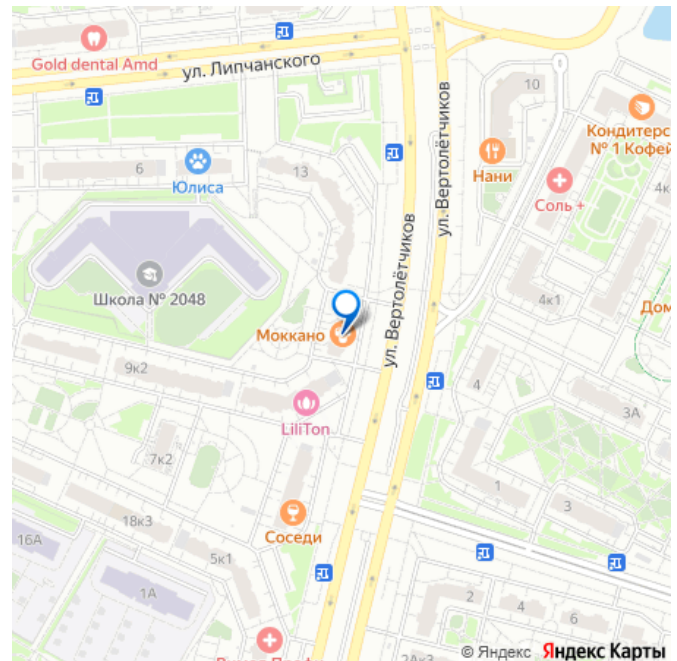 Gold dental Amd
ул. Липчанского
10
Кондитерс
№ 1 Кофей
Нани
6
Юлиса
13
Соль +
4к
ул. Вертолётчиков
ул. Вертолётчиков
Школа № 2048
4к1
Дом
Моккано
9к2
4
3А
LiliTon
7к2
1
3
18к3
Соседи
16А
5к1
1А
2
4
6
2Ак3
© Яндекс Яндекс Карты